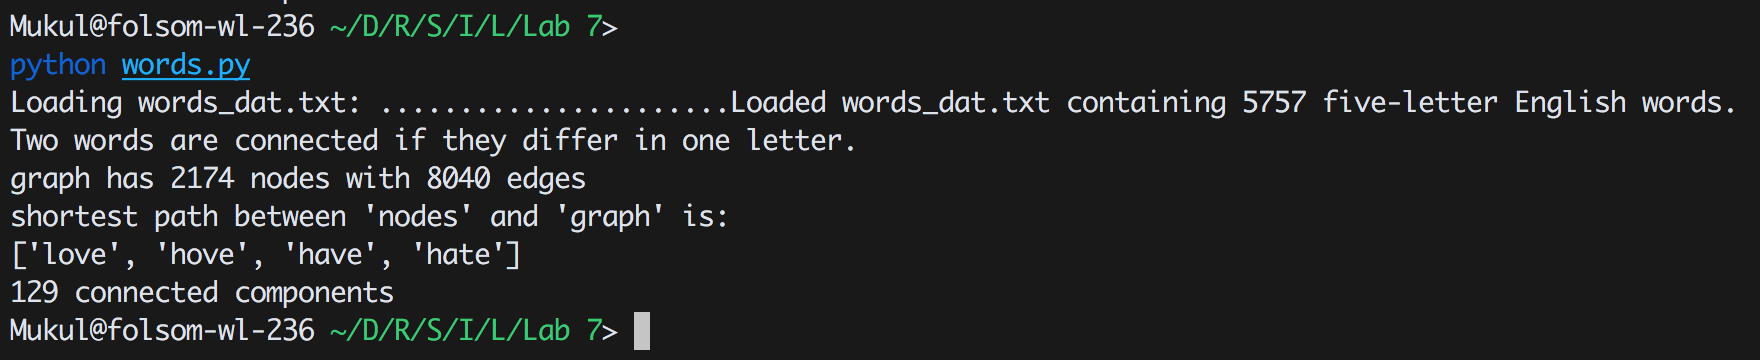 Mukul@folsom-wl-236 ~/D/R/S/I/L/Lab 7>
python words.py
Loading words_dat.txt: ......................Loaded words_dat.txt containing 5757 five-letter English words.
Two words are connected if they differ in one letter.
graph has 2174 nodes with 8040 edges
shortest path between 'nodes' and 'graph' is:
['love', 'hove', 'have', 'hate']
129 connected components
Mukul@folsom-wl-236 ~/D/R/S/I/L/Lab 7>